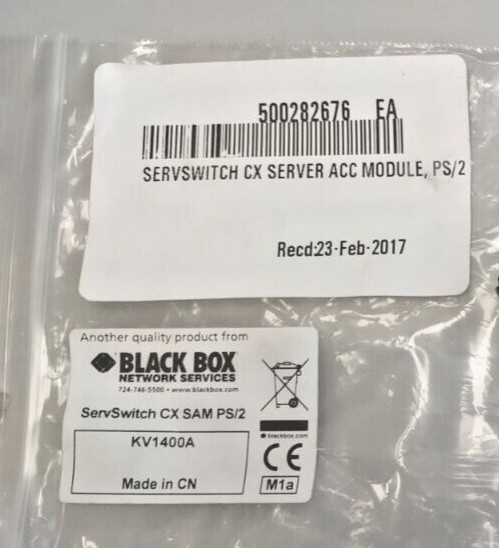 500282676 EA
SERVSWITCH CX SERVER ACC MODULE, PS/2
Recd:23-Feb-2017
Another quality product from
BLACK BOX
NETWORK SERVICES
724-746-5500 • www.blackbox.com
ServSwitch CX SAM PS/2
blackbox.com
KV1400A
CE
Made in CN
M1a